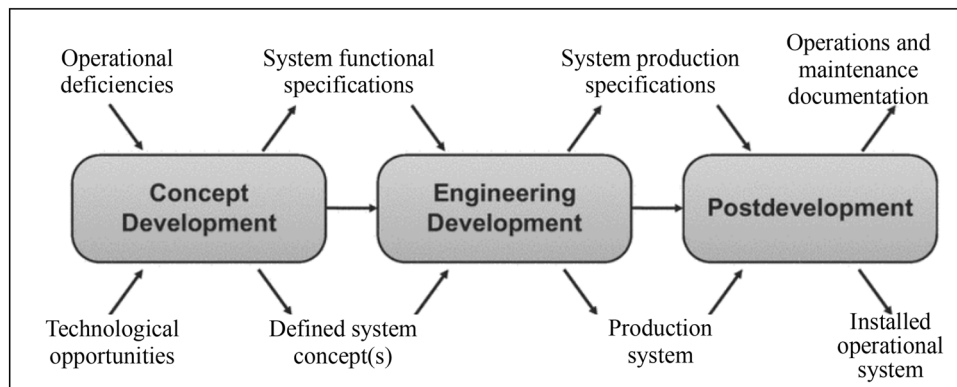 Operational
deficiencies
System functional
specifications
System production
specifications
Operations and
maintenance
documentation
Concept
Development
Engineering
Development
Postdevelopment
Technological
opportunities
Defined system
concept(s)
Production
system
Installed
operational
system